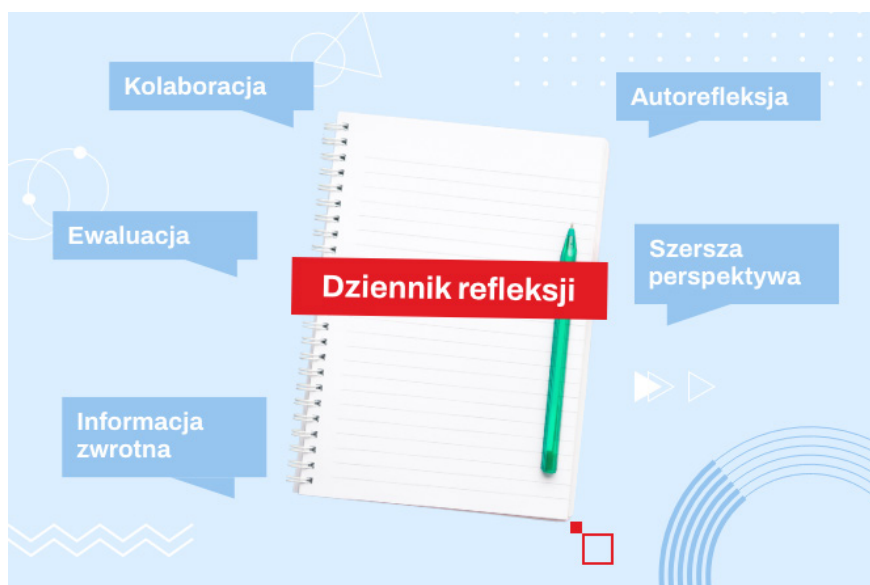 Kolaboracja
Autorefleksja
Ewaluacja
Szersza
perspektywa
Dziennik refleksji
Informacja
zwrotna